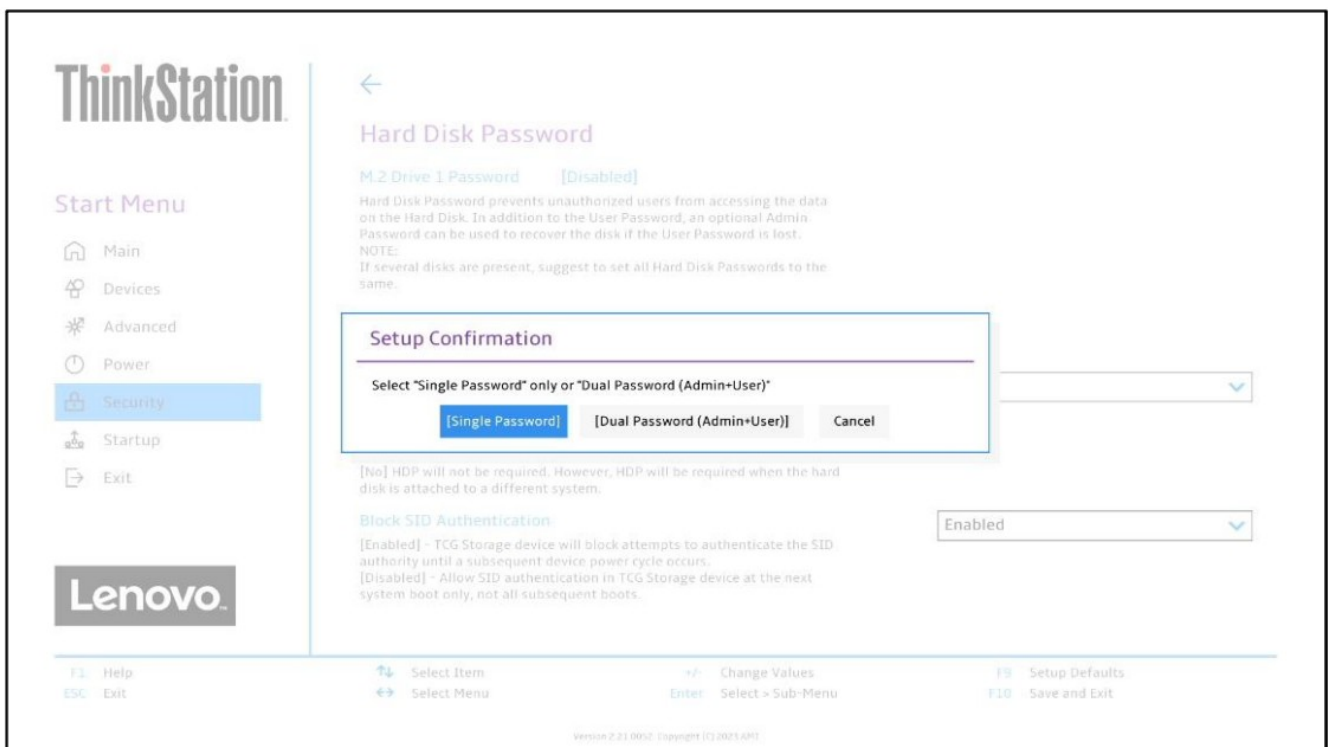 ThinkStation
Hard Disk Password
M.2 Drive 1 Password [Disabled]
Hard Disk Password prevents unauthorized users from accessing the data
on the Hard Disk. In addition to the User Password, an optional Admin
Password can be used to recover the disk if the User Password is lost.
NOTE:
If several disks are present, suggest to set all Hard Disk Passwords to the
same.
Start Menu
Main
Devices
Advanced
Power
Security
Startup
Exit
Setup Confirmation
Select "Single Password" only or "Dual Password (Admin+User)"
[Single Password] [Dual Password (Admin+User)] Cancel
[No] HDP will not be required. However, HDP will be required when the hard
disk is attached to a different system.
Block SID Authentication Enabled
[Enabled] - TCG Storage device will block attempts to authenticate the SID
authority until a subsequent device power cycle occurs.
[Disabled] - Allow SID authentication in TCG Storage device at the next
system boot only, not all subsequent boots.
Lenovo
F1 Help ↑↓ Select Item +/- Change Values F9 Setup Defaults
ESC Exit ↔ Select Menu Enter Select > Sub-Menu F10 Save and Exit
Version 2.21.0052. Copyright (C) 2023 AMI